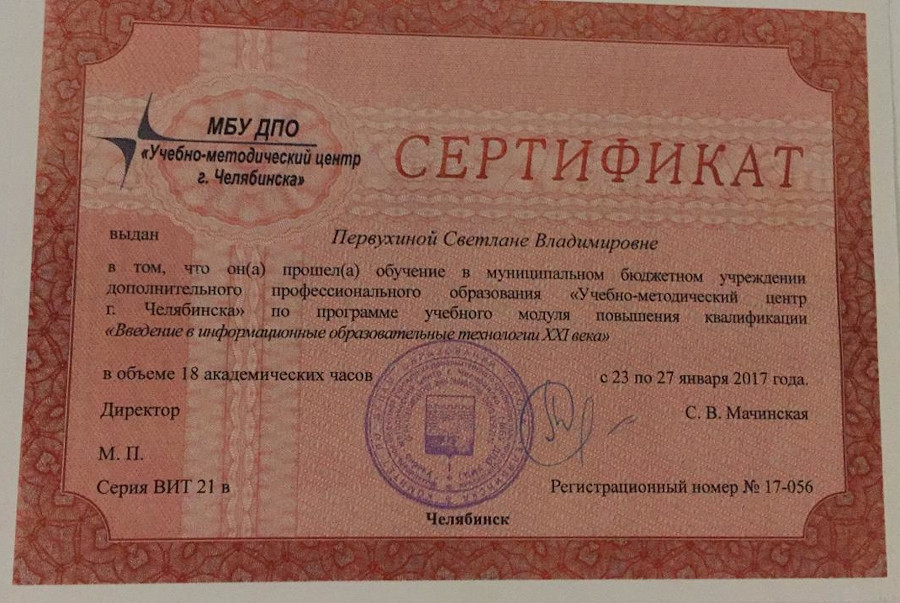 МБУ ДПО
«Учебно-методический центр
г. Челябинска»
СЕРТИФИКАТ
выдан Первухиной Светлане Владимировне
в том, что он(а) прошел(а) обучение в муниципальном бюджетном учреждении
дополнительного профессионального образования «Учебно-методический центр
г. Челябинска» по программе учебного модуля повышения квалификации
«Введение в информационные образовательные технологии XXI века»
в объеме 18 академических часов с 23 по 27 января 2017 года.
Директор С. В. Мачинская
М. П.
Серия ВИТ 21 в Регистрационный номер № 17-056
Челябинск